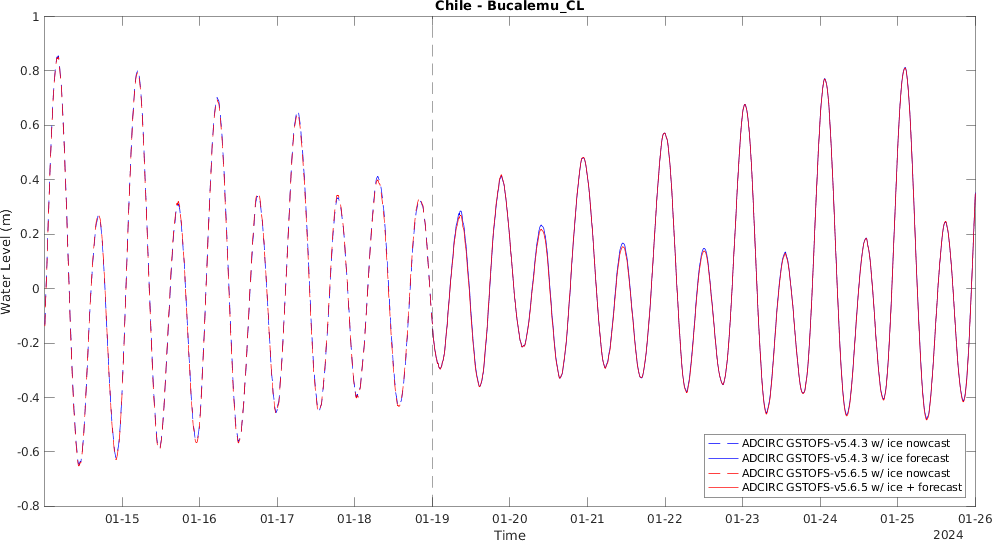 Chile - Bucalemu_CL
Water Level (m)
1
0.8
0.6
0.4
0.2
0
-0.2
-0.4
-0.6
-0.8
ADCIRC GSTOFS-v5.4.3 w/ ice nowcast
ADCIRC GSTOFS-v5.4.3 w/ ice forecast
ADCIRC GSTOFS-v5.6.5 w/ ice nowcast
ADCIRC GSTOFS-v5.6.5 w/ ice + forecast
01-15 01-16 01-17 01-18 01-19 01-20 01-21 01-22 01-23 01-24 01-25 01-26
Time
2024